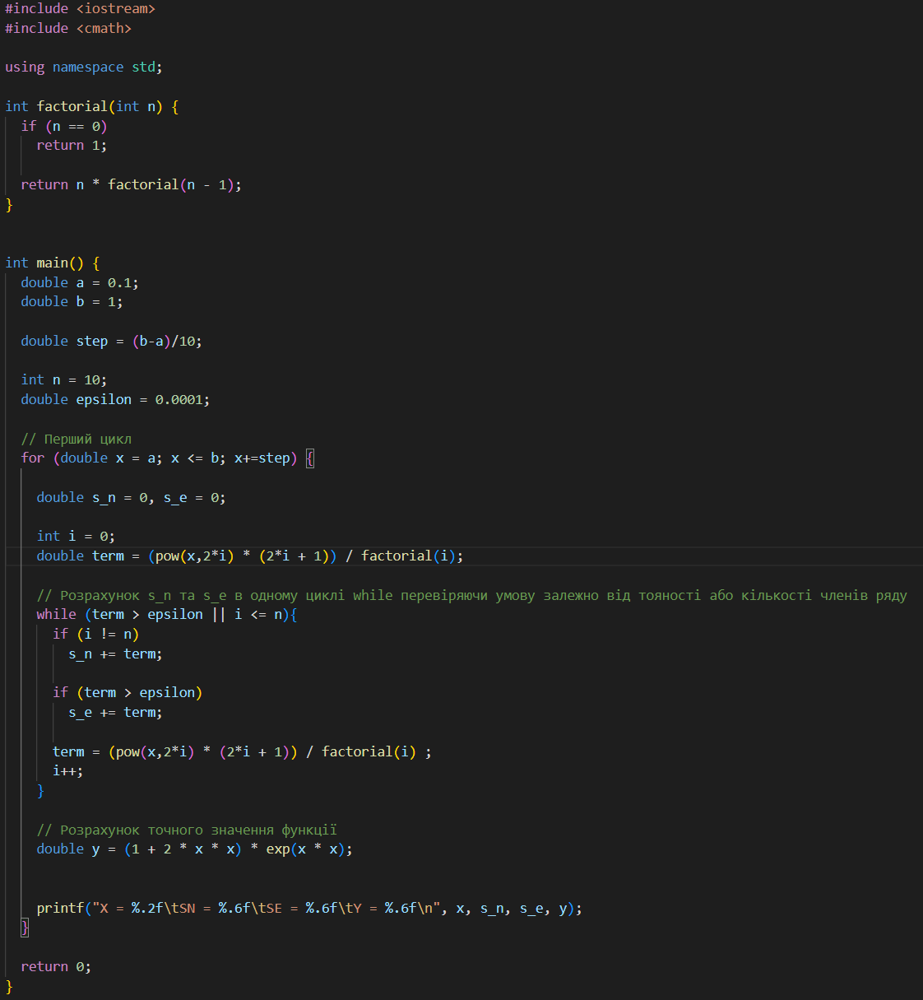 #include <iostream>
#include <cmath>
using namespace std;
int factorial(int n) {
if (n == 0)
return 1;
return n * factorial(n - 1);
}
int main() {
double a = 0.1;
double b = 1;
double step = (b-a)/10;
int n = 10;
double epsilon = 0.0001;
// Перший цикл
for (double x = a; x <= b; x+=step) {
double s_n = 0, s_e = 0;
int i = 0;
double term = (pow(x,2*i) * (2*i + 1)) / factorial(i);
// Розрахунок s_n та s_e в одному циклі while перевіряючи умову залежно від тояності або кількості членів ряду
while (term > epsilon || i <= n){
if (i != n)
s_n += term;
if (term > epsilon)
s_e += term;
term = (pow(x,2*i) * (2*i + 1)) / factorial(i) ;
i++;
}
// Розрахунок точного значення функції
double y = (1 + 2 * x * x) * exp(x * x);
printf("X = %.2f\tSN = %.6f\tSE = %.6f\tY = %.6f\n", x, s_n, s_e, y);
}
return 0;
}